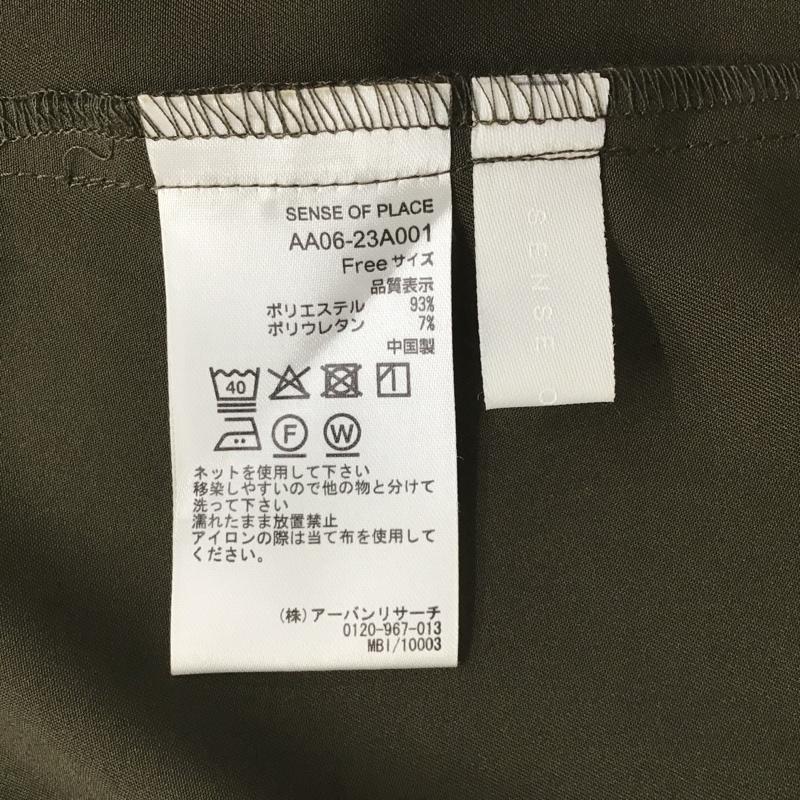 SENSE OF PLACE
AA06-23A001
Freeサイズ
品質表示
ポリエステル 93%
ポリウレタン 7%
中国製
40
F W
ネットを使用して下さい
移染しやすいので他の物と分けて
洗って下さい
濡れたまま放置禁止
アイロンの際は当て布を使用して
ください。
(株)アーバンリサーチ
0120-967-013
MBI/10003
SENSE O